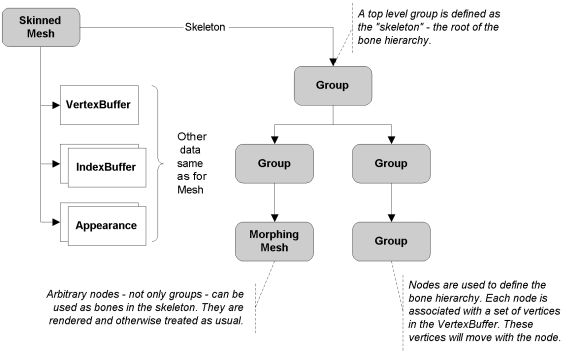 Skinned
Mesh
Skeleton
A top level group is defined as
the "skeleton" - the root of the
bone hierarchy.
Group
VertexBuffer
IndexBuffer
Appearance
Other
data
same
as for
Mesh
Group
Group
Morphing
Mesh
Group
Arbitrary nodes - not only groups - can be
used as bones in the skeleton. They are
rendered and otherwise treated as usual.
Nodes are used to define the
bone hierarchy. Each node is
associated with a set of vertices
in the VertexBuffer. These
vertices will move with the node.